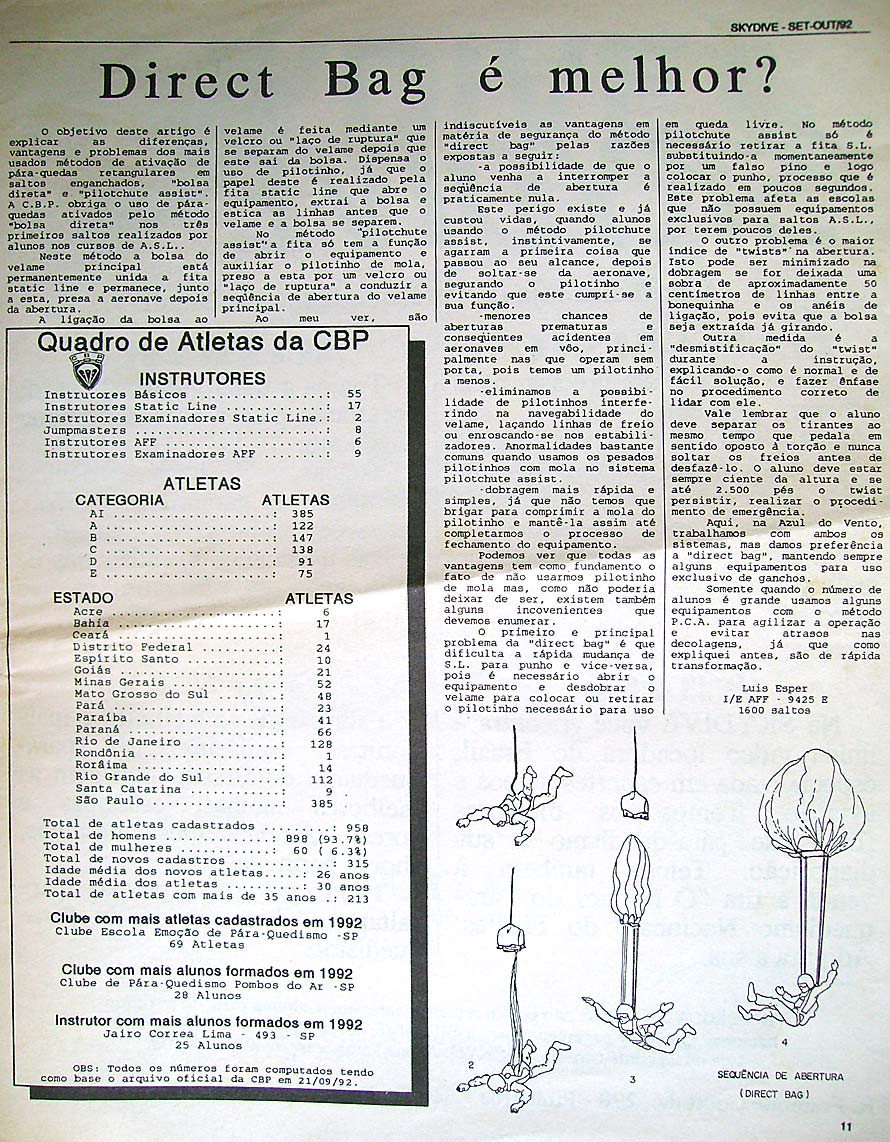 SKYDIVE - SET-OUT/92
Direct Bag é melhor?
O objetivo deste artigo é
explicar as diferenças,
vantagens e problemas dos mais
usados métodos de ativação de
pára-quedas retangulares em
saltos enganchados, "bolsa
direta" e "pilotchute assist".
A C.B.P. obriga o uso de pára-
quedas ativados pelo método
"bolsa direta" nos três
primeiros saltos realizados por
alunos nos cursos de A.S.L..
Neste método a bolsa do
velame principal está
permanentemente unida a fita
static line e permanece, junto
a esta, presa a aeronave depois
da abertura.
A ligação da bolsa ao
velame é feita mediante um
velcro ou "laço de ruptura" que
se separam do velame depois que
este sai da bolsa. Dispensa o
uso de pilotinho, já que o
papel deste é realizado pela
fita static line que abre o
equipamento, extrai a bolsa e
estica as linhas antes que o
velame e a bolsa se separem.
No método "pilotchute
assist" a fita só tem a função
de abrir o equipamento e
auxiliar o pilotinho de mola,
preso a esta por um velcro ou
"laço de ruptura" a conduzir a
seqüência de abertura do velame
principal.
Ao meu ver, são
indiscutíveis as vantagens em
matéria de segurança do método
"direct bag" pelas razões
expostas a seguir:
-a possibilidade de que o
aluno venha a interromper a
seqüência de abertura é
praticamente nula.
Este perigo existe e já
custou vidas, quando alunos
usando o método pilotchute
assist, instintivamente, se
agarram a primeira coisa que
passou ao seu alcance, depois
de soltar-se da aeronave,
segurando o pilotinho e
evitando que este cumpri-se a
sua função.
-menores chances de
aberturas prematuras e
conseqëntes acidentes em
aeronaves em vôo, princi-
palmente nas que operam sem
porta, pois temos um pilotinho
a menos.
-eliminamos a possibi-
lidade de pilotinhos interfe-
rindo na navegabilidade do
velame, laçando linhas de freio
ou enroscando-se nos estabili-
zadores. Anormalidades bastante
comuns quando usamos os pesados
pilotinhos com mola no sistema
pilotchute assist.
-dobragem mais rápida e
simples, já que não temos que
brigar para comprimir a mola do
pilotinho e mantê-la assim até
completarmos o processo de
fechamento do equipamento.
Podemos ver que todas as
vantagens tem como fundamento o
fato de não usarmos pilotinho
de mola mas, como não poderia
deixar de ser, existem também
alguns incovenientes que
devemos enumerar.
O primeiro e principal
problema da "direct bag" é que
dificulta a rápida mudança de
S.L. para punho e vice-versa,
pois é necessário abrir o
equipamento e desdobrar o
velame para colocar ou retirar
o pilotinho necessário para uso
em queda livre. No método
pilotchute assist só é
necessário retirar a fita S.L.
substituindo-a momentaneamente
por um falso pino e logo
colocar o punho, processo que é
realizado em poucos segundos.
Este problema afeta as escolas
que não possuem equipamentos
exclusivos para saltos A.S.L.,
por terem poucos deles.
O outro problema é o maior
índice de "twists" na abertura.
Isto pode ser minimizado na
dobragem se for deixada uma
sobra de aproximadamente 50
centímetros de linhas entre a
bonequinha e os anéis de
ligação, pois evita que a bolsa
seja extraída já girando.
Outra medida é a
"desmistificação" do "twist"
durante a instrução,
explicando-o como é normal e de
fácil solução, e fazer ênfase
no procedimento correto de
lidar com ele.
Vale lembrar que o aluno
deve separar os tirantes ao
mesmo tempo que pedala em
sentido oposto à torção e nunca
soltar os freios antes de
desfazê-lo. O aluno deve estar
sempre ciente da altura e se
até 2.500 pés o twist
persistir, realizar o procedi-
mento de emergência.
Aqui, na Azul do Vento,
trabalhamos com ambos os
sistemas, mas damos preferência
a "direct bag", mantendo sempre
alguns equipamentos para uso
exclusivo de ganchos.
Somente quando o número de
alunos é grande usamos alguns
equipamentos com o método
P.C.A. para agilizar a operação
e evitar atrasos nas
decolagens, já que como
expliquei antes, são de rápida
transformação.
Luis Esper
I/E AFF - 9425 E
1600 saltos
Quadro de Atletas da CBP
CBP
INSTRUTORES
Instrutores Básicos ................: 55
Instrutores Static Line ............: 17
Instrutores Examinadores Static Line.: 2
Jumpmasters ........................: 8
Instrutores AFF ....................: 6
Instrutores Examinadores AFF ........: 9
ATLETAS
CATEGORIA ATLETAS
AI .....................: 385
A ......................: 122
B ......................: 147
C ......................: 138
D ......................: 91
E ......................: 75
ESTADO ATLETAS
Acre .....................: 6
Bahia ....................: 17
Ceará ....................: 1
Distrito Federal .........: 24
Espirito Santo ...........: 10
Goiás ....................: 21
Minas Gerais .............: 52
Mato Grosso do Sul .......: 48
Pará .....................: 23
Paraíba ..................: 41
Paraná ...................: 66
Rio de Janeiro ...........: 128
Rondônia .................: 1
Rorâima ..................: 14
Rio Grande do Sul ........: 112
Santa Catarina ...........: 9
São Paulo ................: 385
Total de atletas cadastrados ........: 958
Total de homens ............: 898 (93.7%)
Total de mulheres ..........: 60 ( 6.3%)
Total de novos cadastros ...........: 315
Idade média dos novos atletas....: 26 anos
Idade média dos atletas .........: 30 anos
Total de atletas com mais de 35 anos .: 213
Clube com mais atletas cadastrados em 1992
Clube Escola Emoção de Pára-Quedismo -SP
69 Atletas
Clube com mais alunos formados em 1992
Clube de Pára-Quedismo Pombos do Ar -SP
28 Alunos
Instrutor com mais alunos formados em 1992
Jairo Correa Lima - 493 - SP
25 Alunos
OBS: Todos os números foram computados tendo
como base o arquivo oficial da CBP em 21/09/92.
1
2
3
4
SEQUÊNCIA DE ABERTURA
(DIRECT BAG)
11